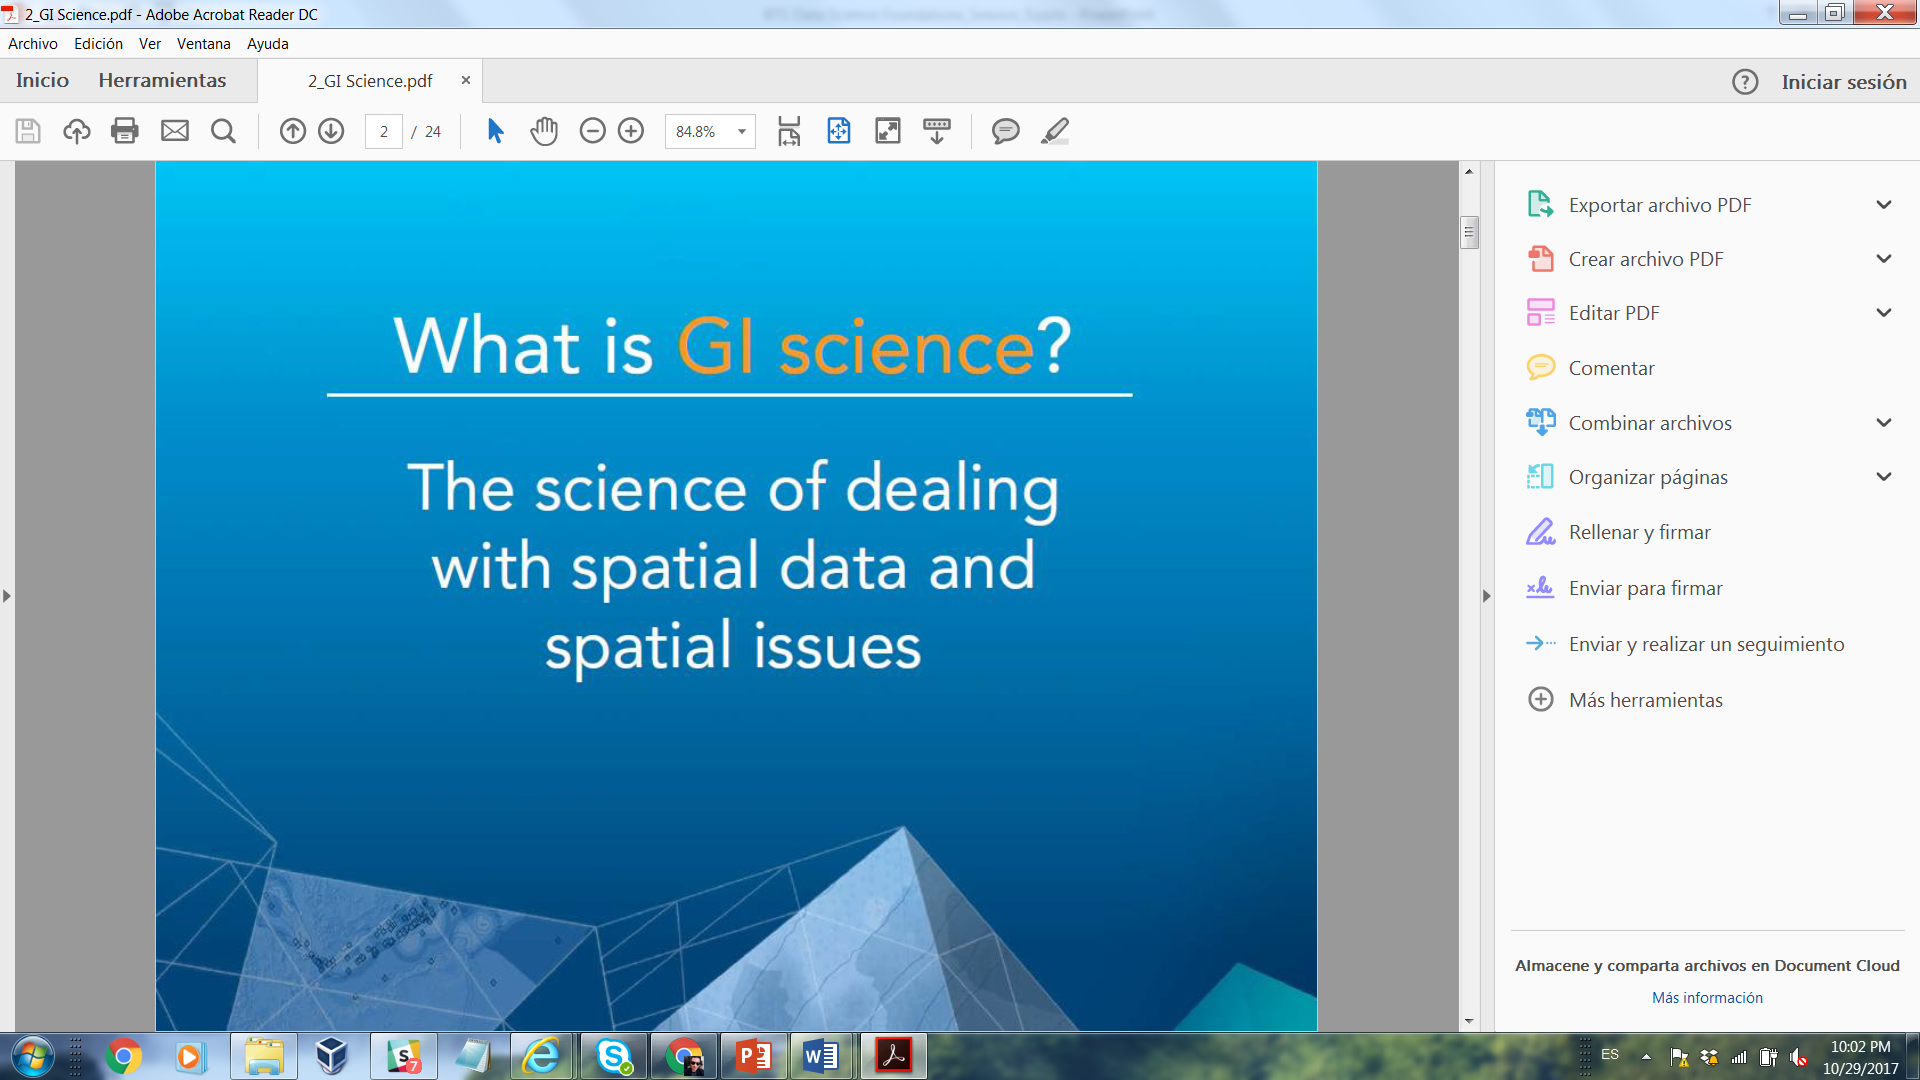 2_GI Science.pdf - Adobe Acrobat Reader DC
Archivo Edición Ver Ventana Ayuda
Inicio Herramientas 2_GI Science.pdf × ? Iniciar sesión
2 / 24 84.8%
What is GI science?
The science of dealing
with spatial data and
spatial issues
Exportar archivo PDF
Crear archivo PDF
Editar PDF
Comentar
Combinar archivos
Organizar páginas
Rellenar y firmar
Enviar para firmar
Enviar y realizar un seguimiento
Más herramientas
Almacene y comparta archivos en Document Cloud
Más información
7
ES
10:02 PM
10/29/2017